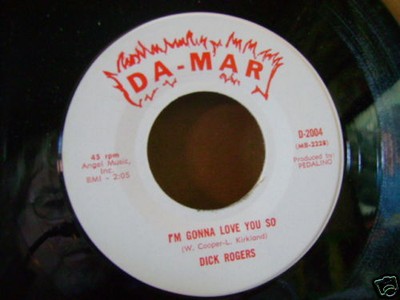 DA-MAR
45 rpm
Angel Music,
Inc.
BMI - 2:05
D-2004
(MR-2228)
Produced by:
PEDALINO
I'M GONNA LOVE YOU SO
(W. Cooper-L. Kirkland)
DICK ROGERS